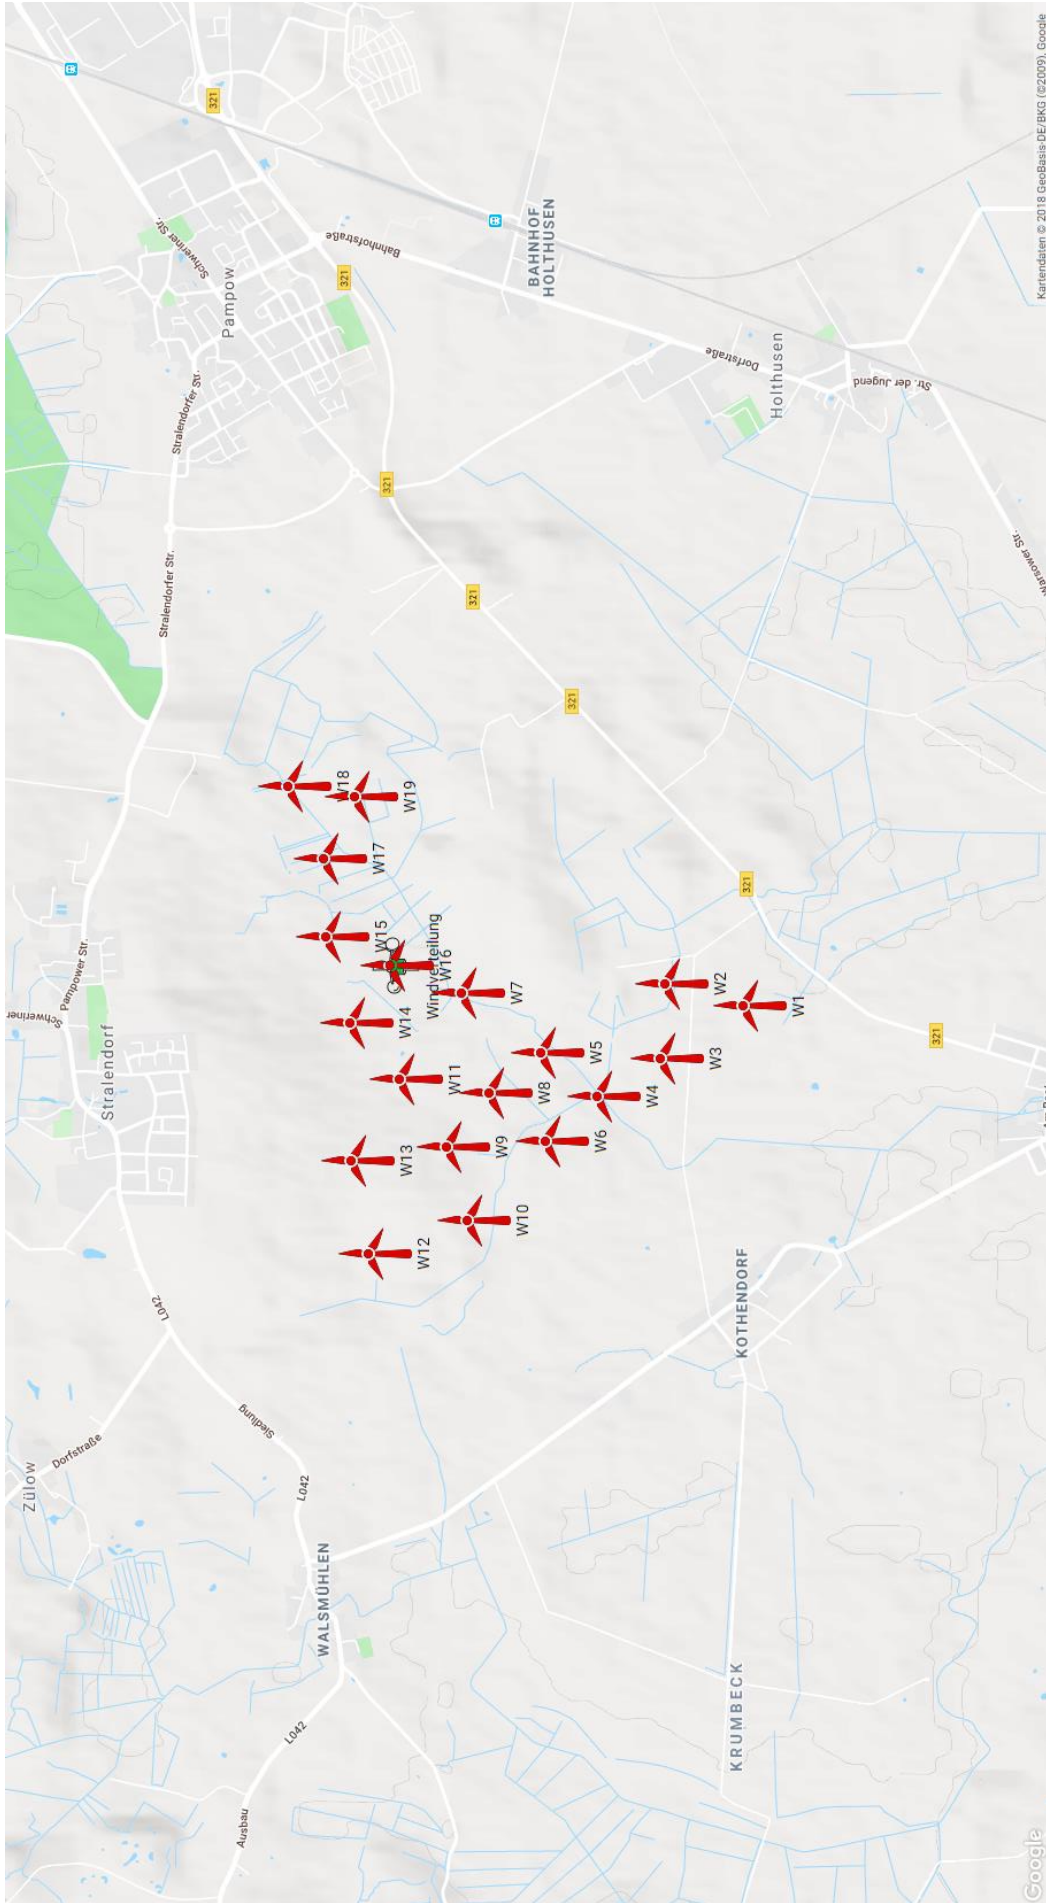 Zülow
Dorfstraße
Siedlung
L042
L042
L042
Ausbau
WALSMÜHLEN
KRUMBECK
KOTHENDORF
Stralendorf
Schweriner S
Pampower Str.
Stralendorfer Str.
Stralendorfer Str.
Schweriner Str.
Pampow
Bahnhofstraße
BAHNHOF
HOLTHUSEN
Dorfstraße
Holthusen
Str. der Jugend
321
321
321
321
321
321
321
W12
W10
W13
W9
W6
W11
W8
W4
W5
W3
W14
W7
W16
Windverteilung
W15
W17
W18
W19
W2
W1
Google
Kartendaten © 2018 GeoBasis-DE/BKG (©2009), Google